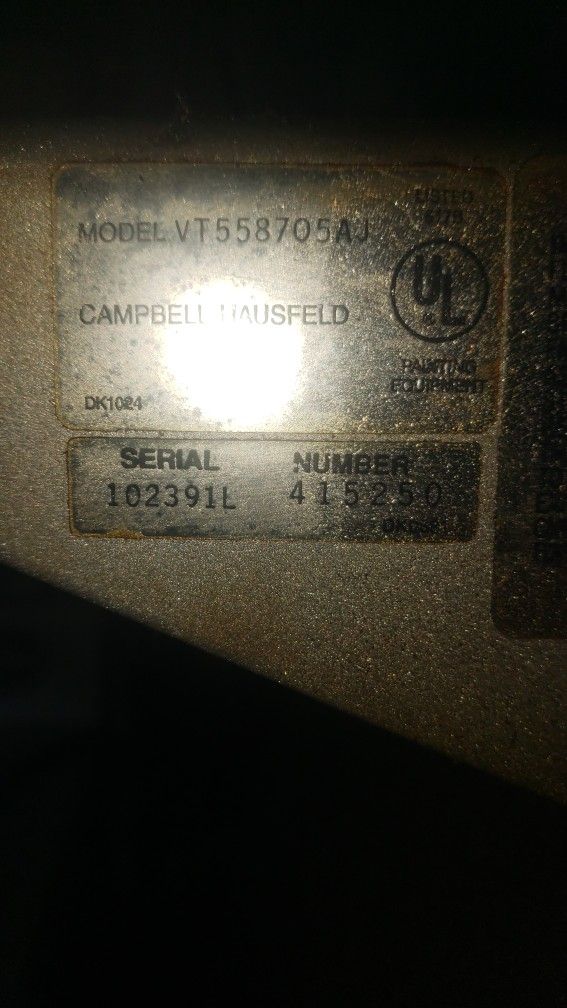 MODEL VT558705AJ
LISTED
UL
CAMPBELL HAUSFELD
PAINTING
EQUIPMENT
DK1024
SERIAL NUMBER
102391L 415250